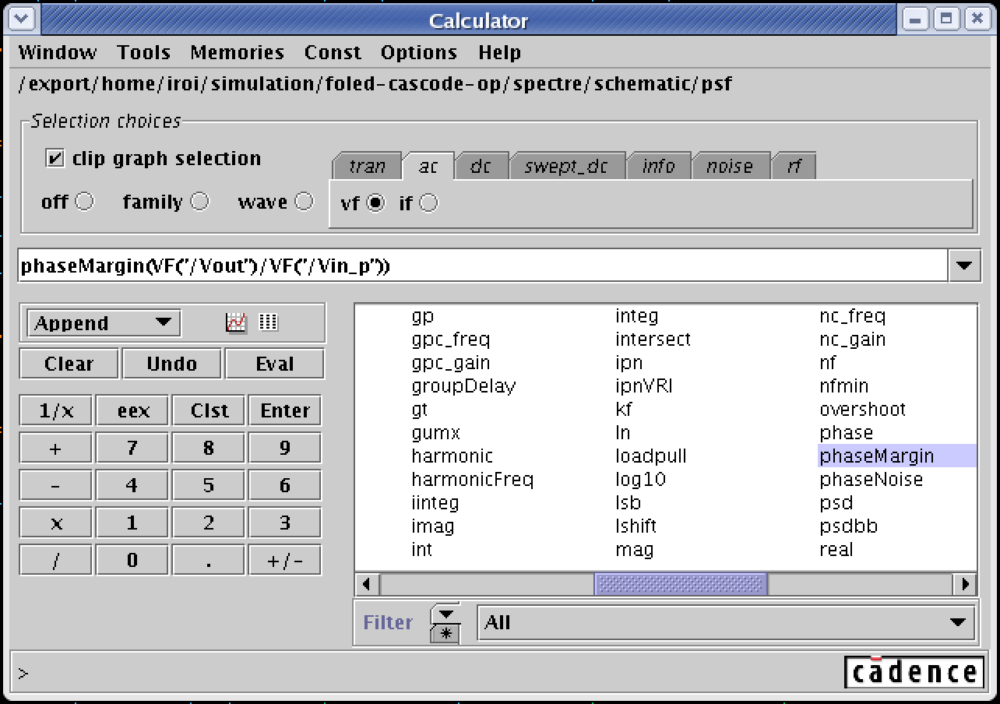 Calculator
Window Tools Memories Const Options Help
/export/home/iroi/simulation/foled-cascode-op/spectre/schematic/psf
Selection choices
clip graph selection
tran ac dc swept_dc info noise rf
off family wave vf if
phaseMargin(VF("/Vout")/VF("/Vin_p"))
Append
Clear Undo Eval
1/x eex Clst Enter
+ 7 8 9
- 4 5 6
x 1 2 3
/ 0 . +/-
gp integ nc_freq
gpc_freq intersect nc_gain
gpc_gain ipn nf
groupDelay ipnVRI nfmin
gt kf overshoot
gumx ln phase
harmonic loadpull phaseMargin
harmonicFreq log10 phaseNoise
iinteg lsb psd
imag lshift psdbb
int mag real
Filter * All
>
cādence